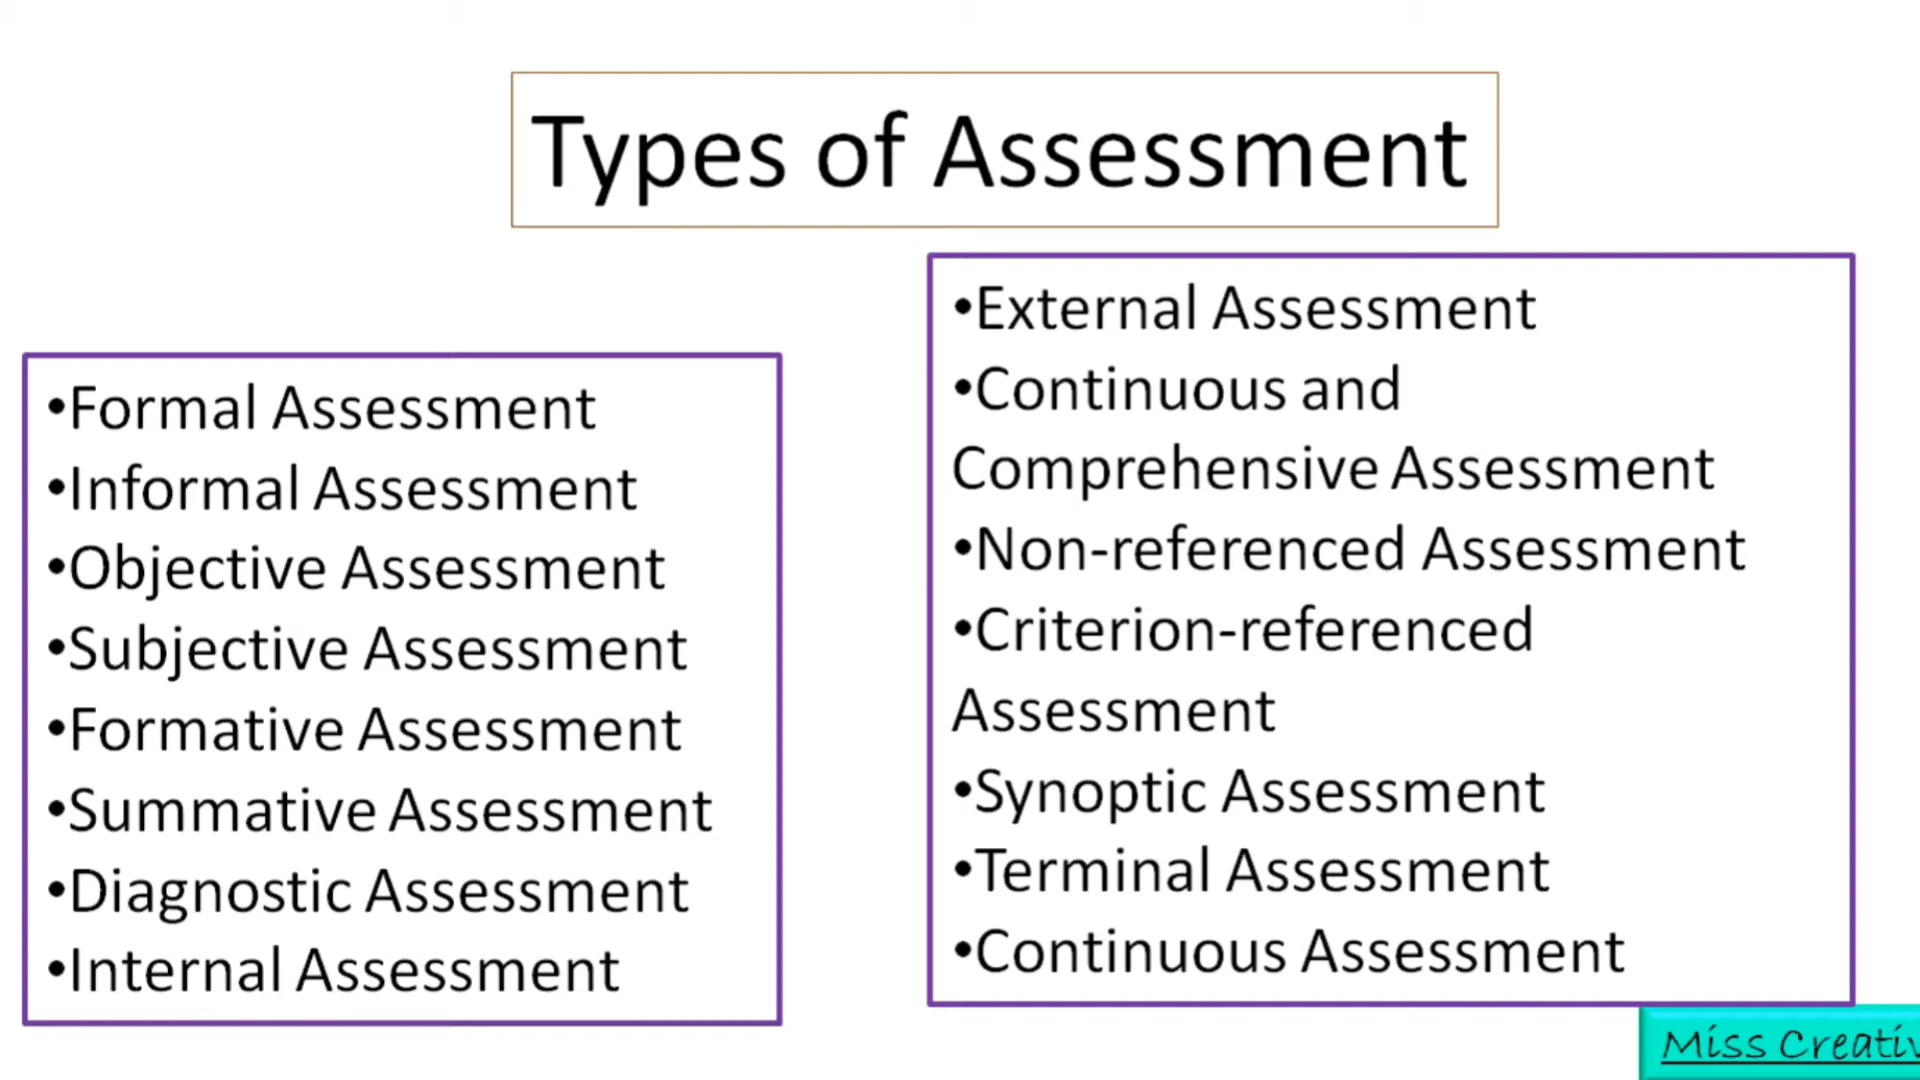 Types of Assessment
•Formal Assessment
•Informal Assessment
•Objective Assessment
•Subjective Assessment
•Formative Assessment
•Summative Assessment
•Diagnostic Assessment
•Internal Assessment
•External Assessment
•Continuous and
Comprehensive Assessment
•Non-referenced Assessment
•Criterion-referenced
Assessment
•Synoptic Assessment
•Terminal Assessment
•Continuous Assessment
Miss